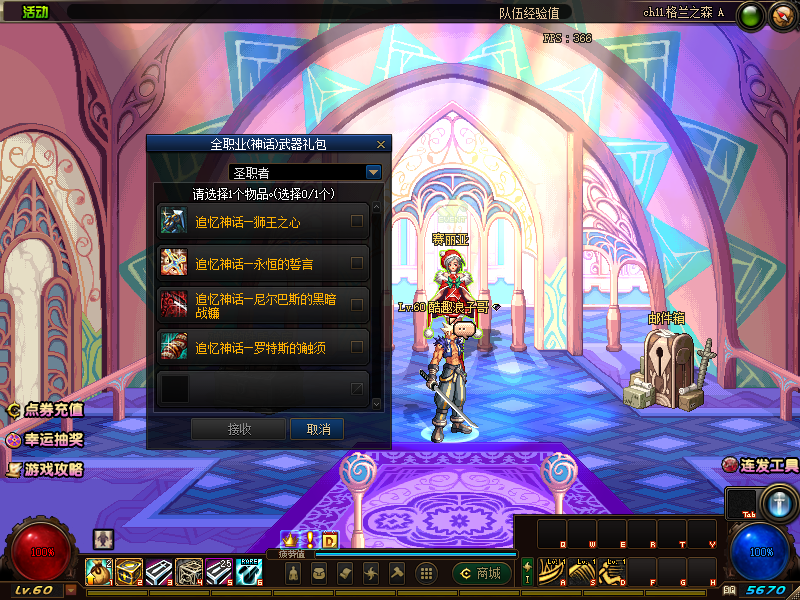 活动
队伍经验值
ch11.格兰之森 A
FPS : 366
全职业(神话)武器礼包
圣职者
请选择1个物品。(选择0/1个)
追忆神话—狮王之心
追忆神话—永恒的誓言
追忆神话—尼尔巴斯的黑暗
战镰
追忆神话—罗特斯的触须
接收
取消
赛丽亚
Lv.60 酷趣浪子哥
邮件箱
点券充值
幸运抽奖
游戏攻略
连发工具
Tab
100%
疲劳值
Q W E R T Y
100%
商城
A S D F G H
Lv.60
5670